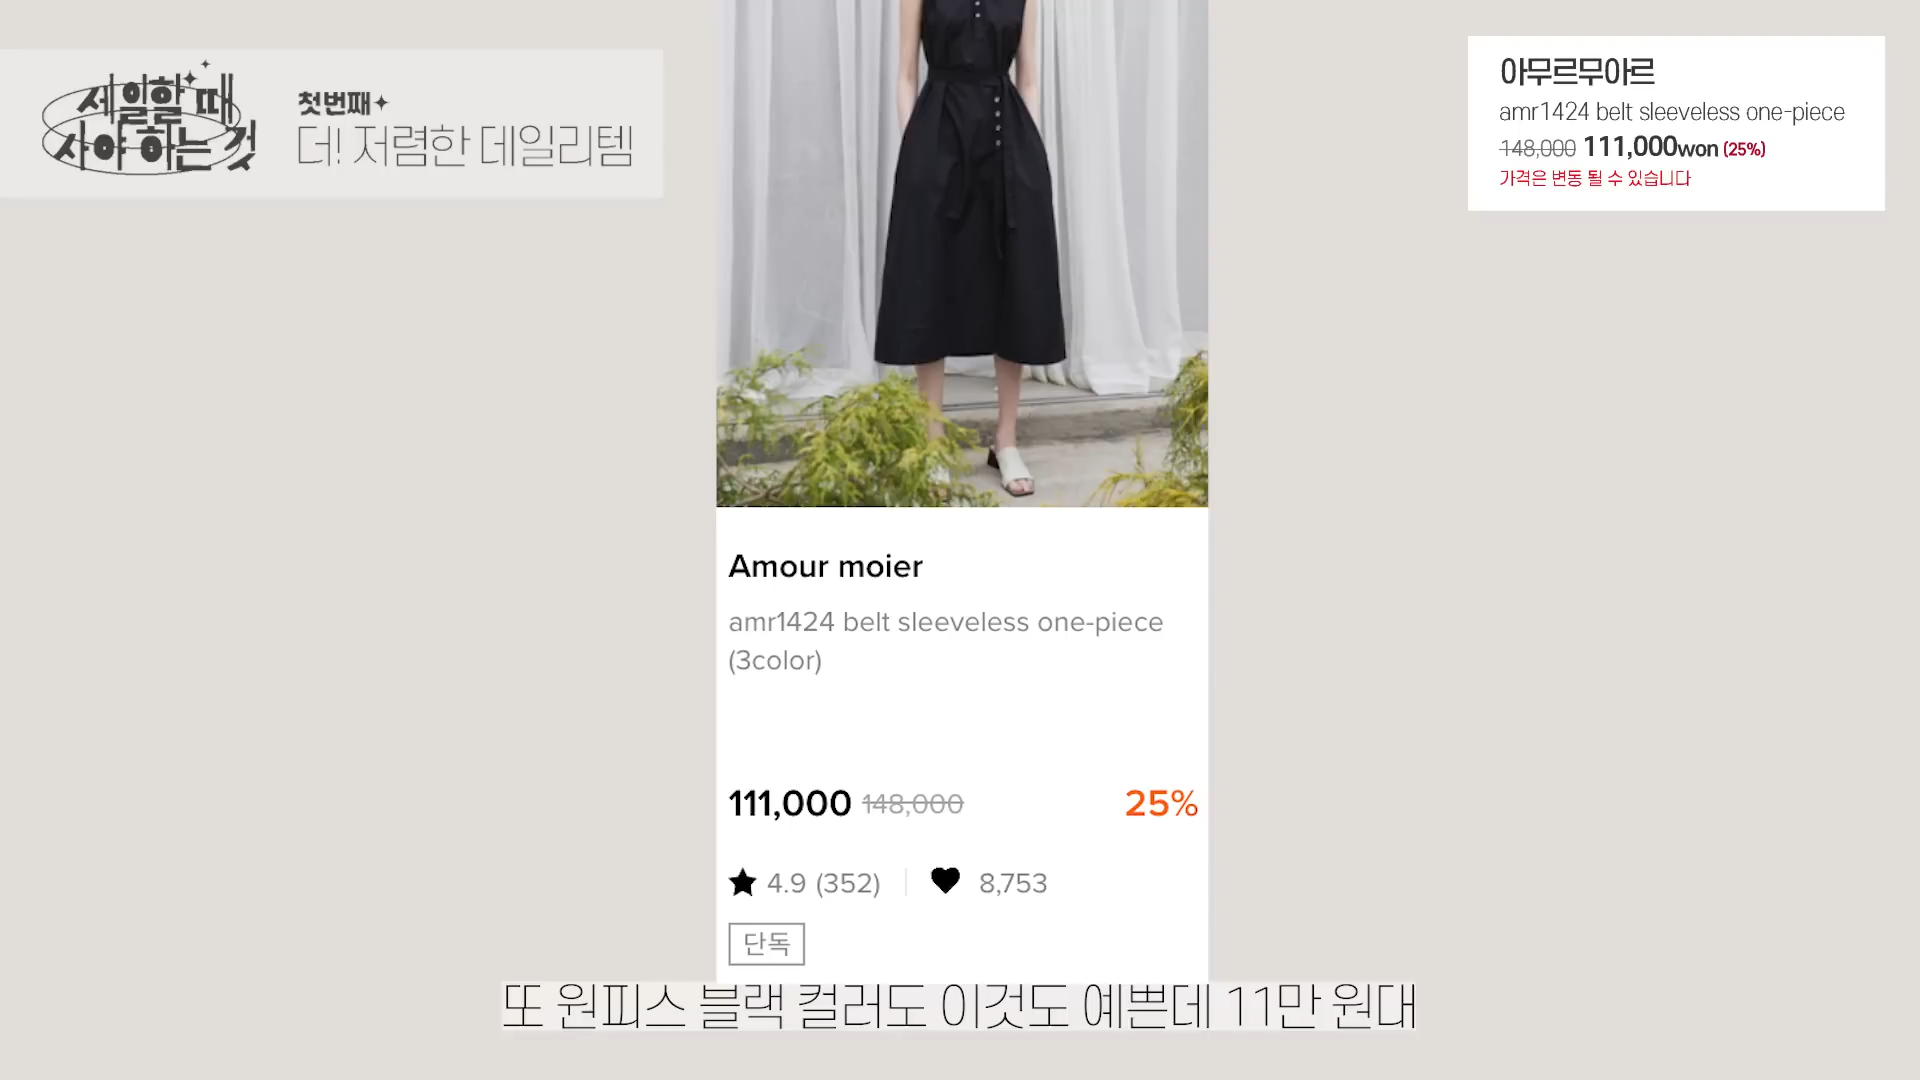 세일할 때
사야 하는 것
첫번째
더! 저렴한 데일리템
아무르무아르
amr1424 belt sleeveless one-piece
148,000 111,000won (25%)
가격은 변동 될 수 있습니다
Amour moier
amr1424 belt sleeveless one-piece
(3color)
111,000 148,000 25%
4.9 (352) 8,753
단독
또 원피스 블랙 컬러도 이것도 예쁜데 11만 원대